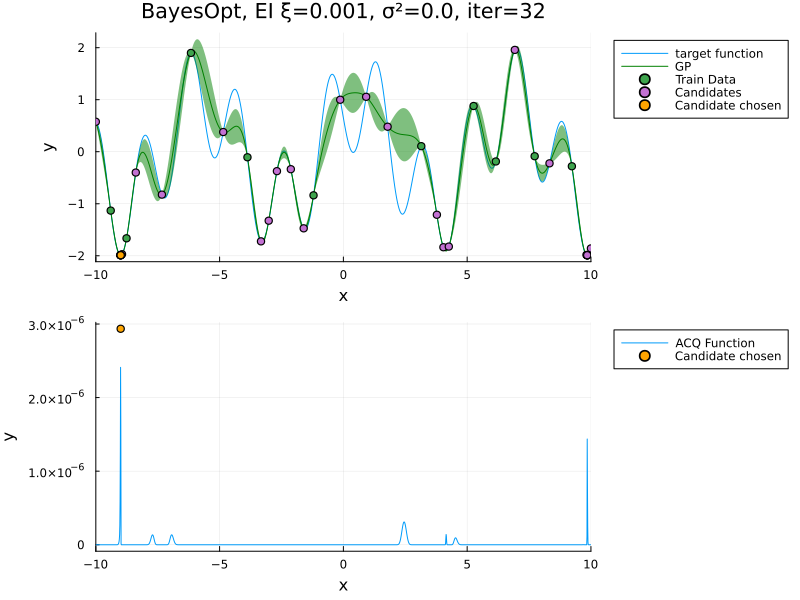 BayesOpt, EI ξ=0.001, σ²=0.0, iter=32
y
2
1
0
−1
−2
−10
−5
0
5
10
x
target function
GP
Train Data
Candidates
Candidate chosen
y
3.0×10⁻⁶
2.0×10⁻⁶
1.0×10⁻⁶
0
−10
−5
0
5
10
x
ACQ Function
Candidate chosen